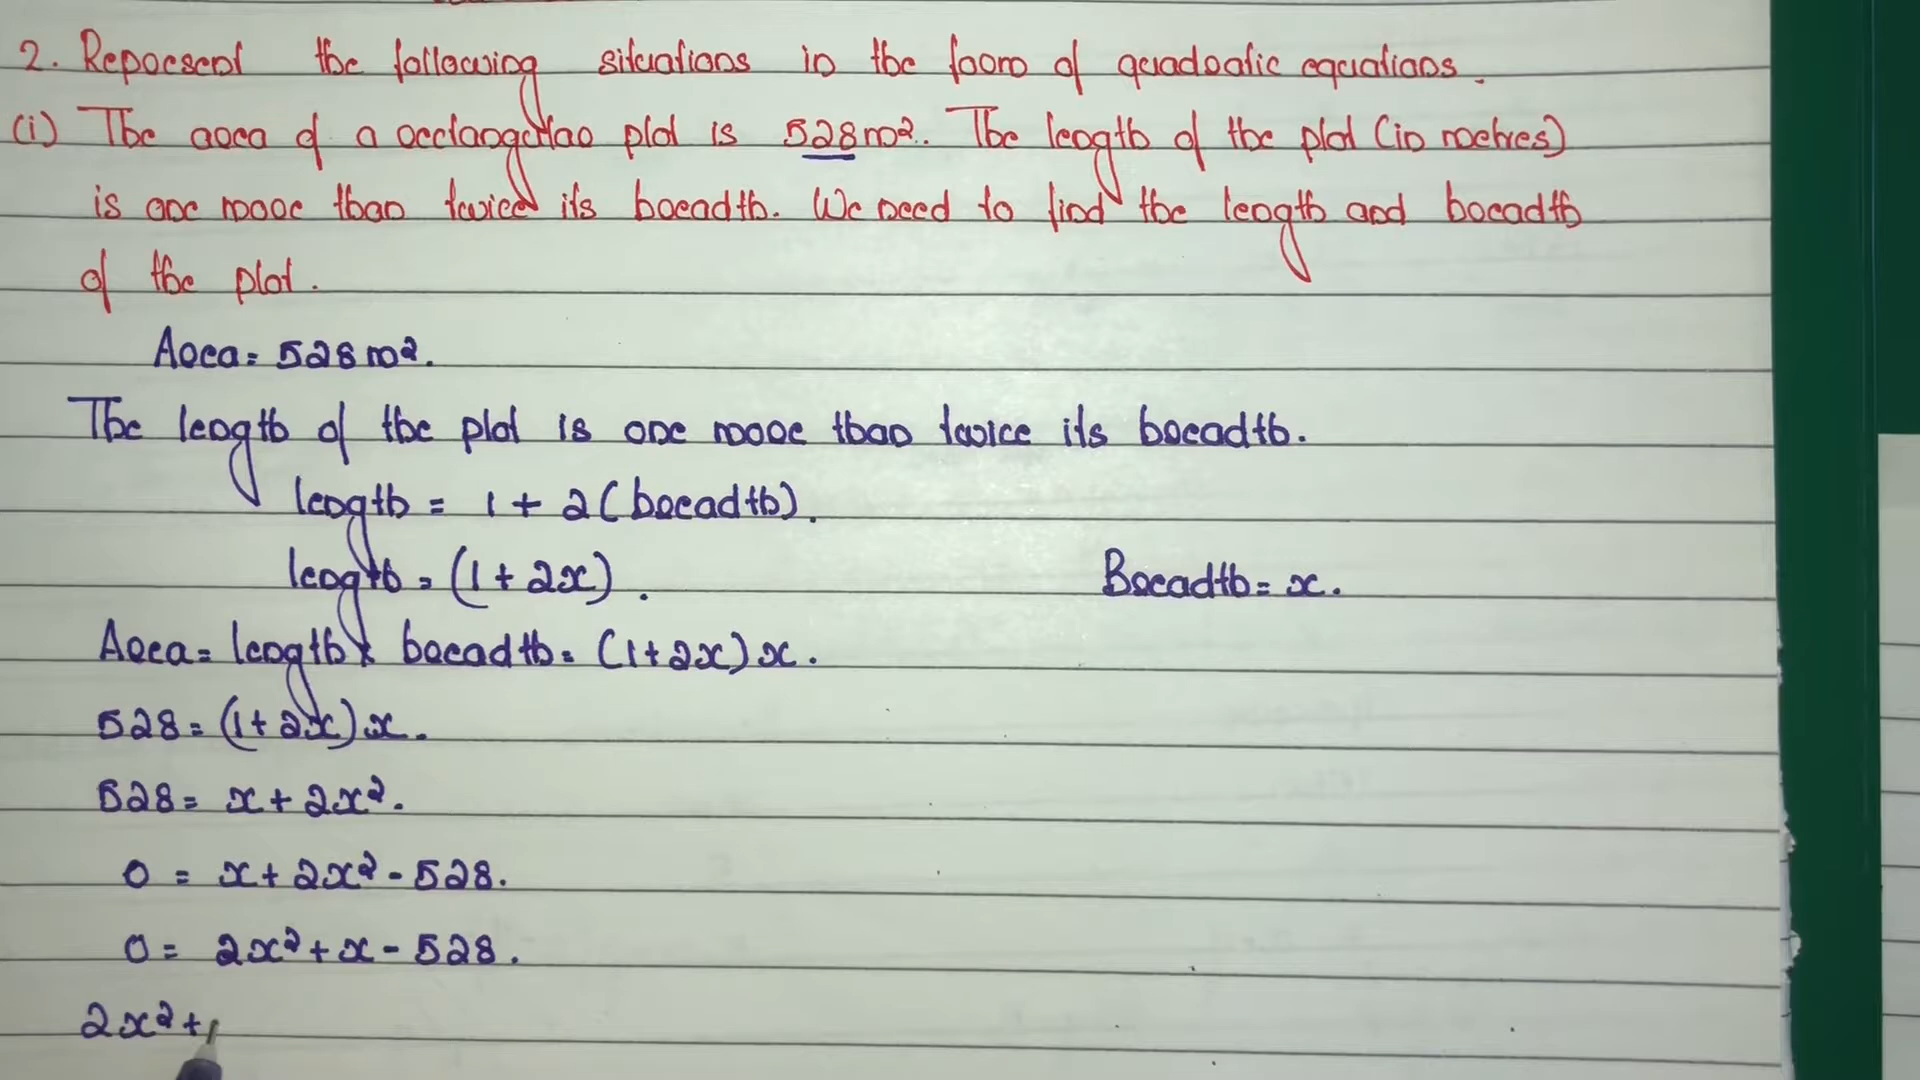 2. Represent the following situations in the form of quadratic equations.
(i) The area of a rectangular plot is 528m². The length of the plot (in metres)
is one more than twice its breadth. We need to find the length and breadth
of the plot.
Area = 528 m².
The length of the plot is one more than twice its breadth.
length = 1 + 2 (breadth).
length = (1 + 2x). Breadth = x.
Area = length x breadth = (1+2x)x.
528 = (1+2x)x.
528 = x + 2x².
0 = x + 2x² - 528.
0 = 2x² + x - 528.
2x² +